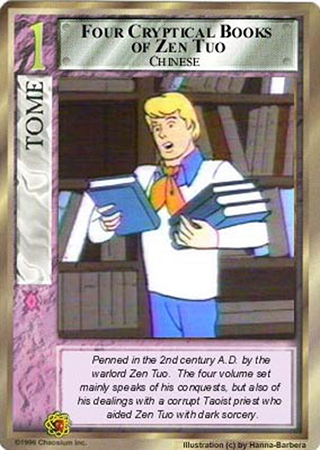 1
FOUR CRYPTICAL BOOKS
OF ZEN TUO
CHINESE
TOME
Penned in the 2nd century A.D. by the
warlord Zen Tuo. The four volume set
mainly speaks of his conquests, but also of
his dealings with a corrupt Taoist priest who
aided Zen Tuo with dark sorcery.
©1996 Chaosium Inc.
Illustration (c) by Hanna-Barbera